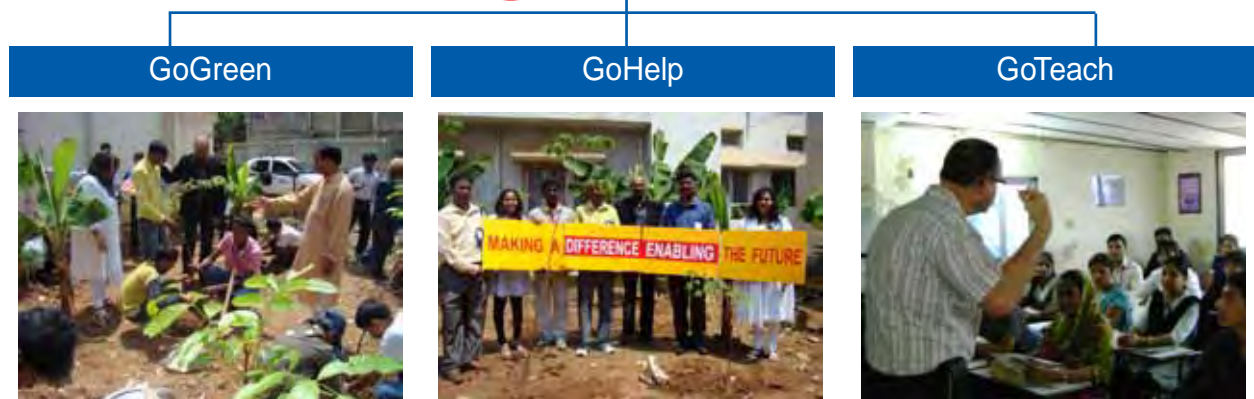 GoGreen
GoHelp
GoTeach
MAKING A DIFFERENCE ENABLING THE FUTURE